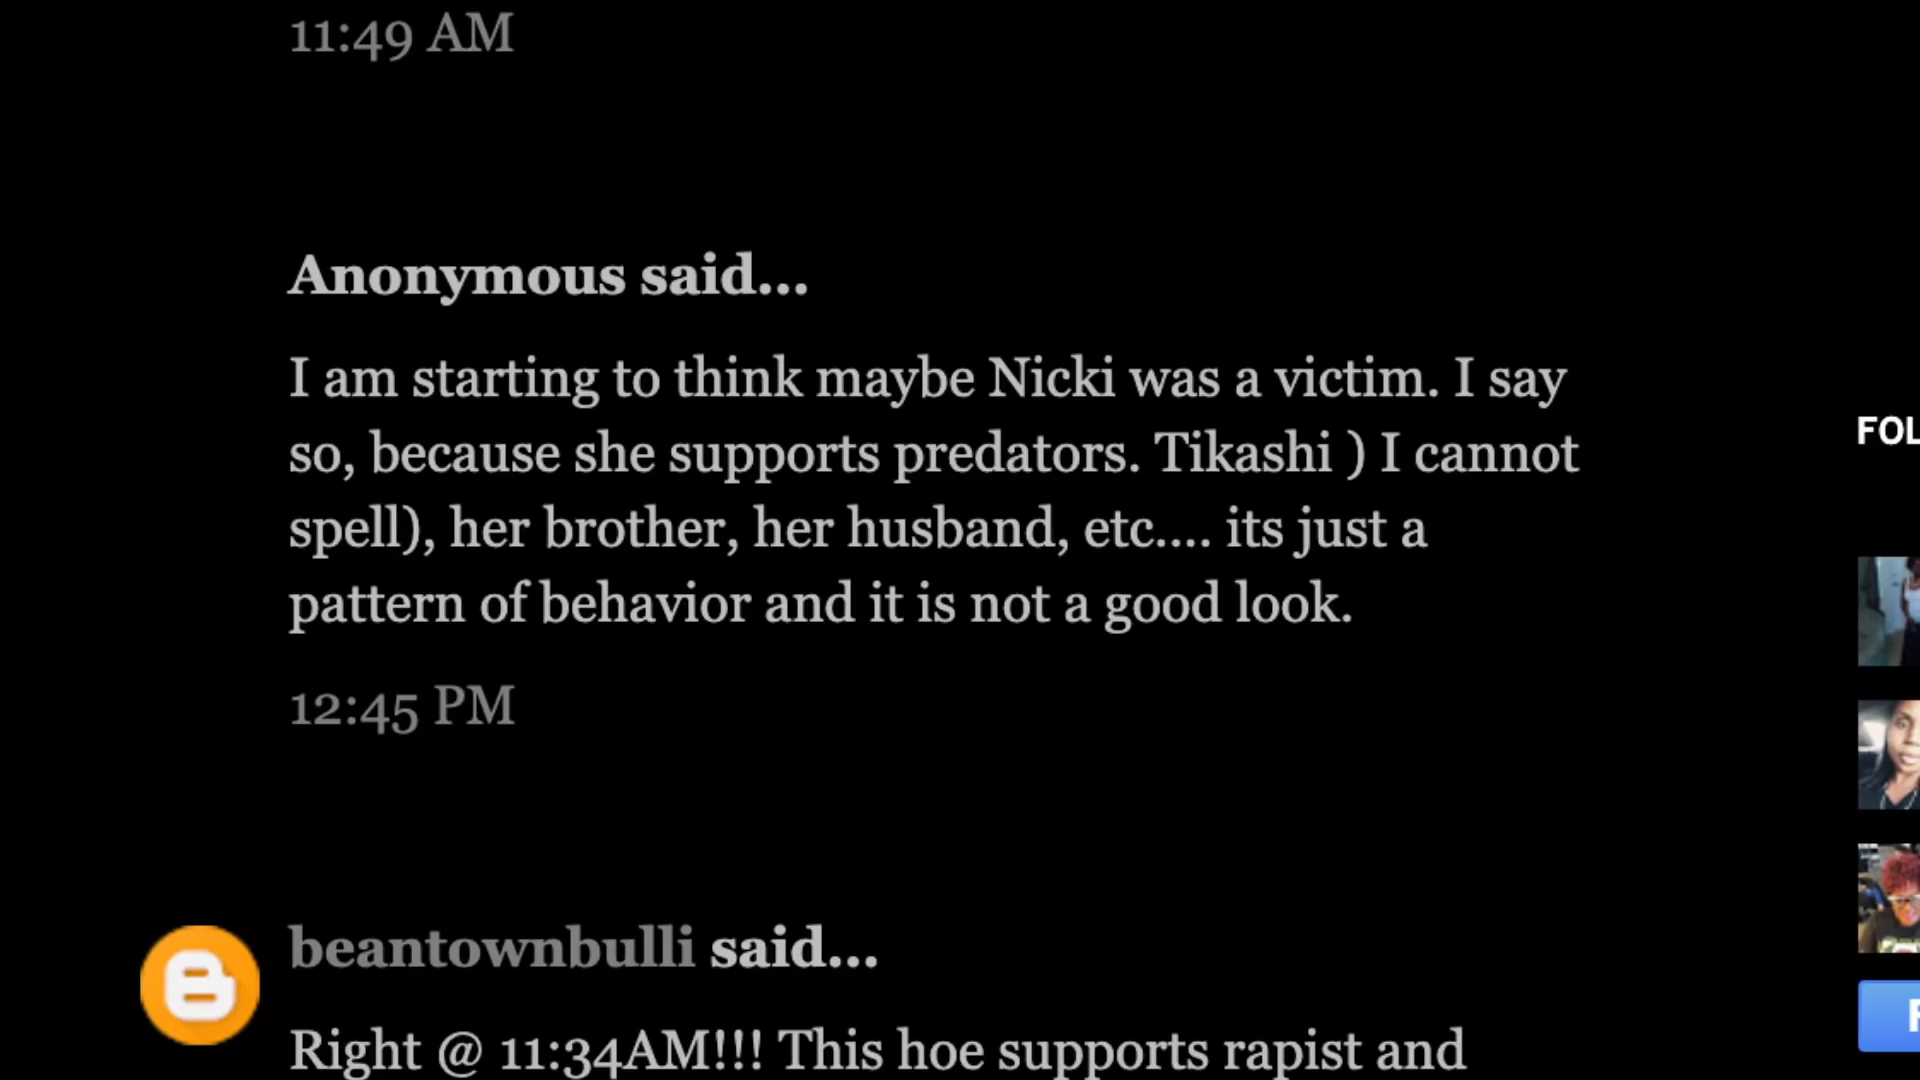 11:49 AM
Anonymous said...
I am starting to think maybe Nicki was a victim. I say
so, because she supports predators. Tikashi ) I cannot
spell), her brother, her husband, etc.... its just a
pattern of behavior and it is not a good look.
12:45 PM
beantownbulli said...
Right @ 11:34AM!!! This hoe supports rapist and
FOL
F